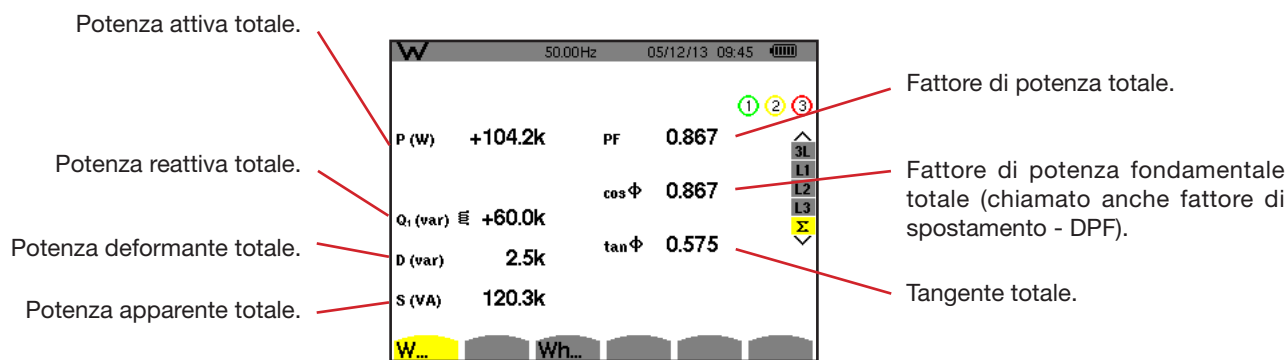 Potenza attiva totale.
Potenza reattiva totale.
Potenza deformante totale.
Potenza apparente totale.
W 50.00Hz 05/12/13 09:45
1 2 3
P (W) +104.2k PF 0.867
cos Φ 0.867
Q₁ (var) +60.0k
tan Φ 0.575
D (var) 2.5k
S (VA) 120.3k
3L
L1
L2
L3
Σ
W... Wh...
Fattore di potenza totale.
Fattore di potenza fondamentale
totale (chiamato anche fattore di
spostamento - DPF).
Tangente totale.